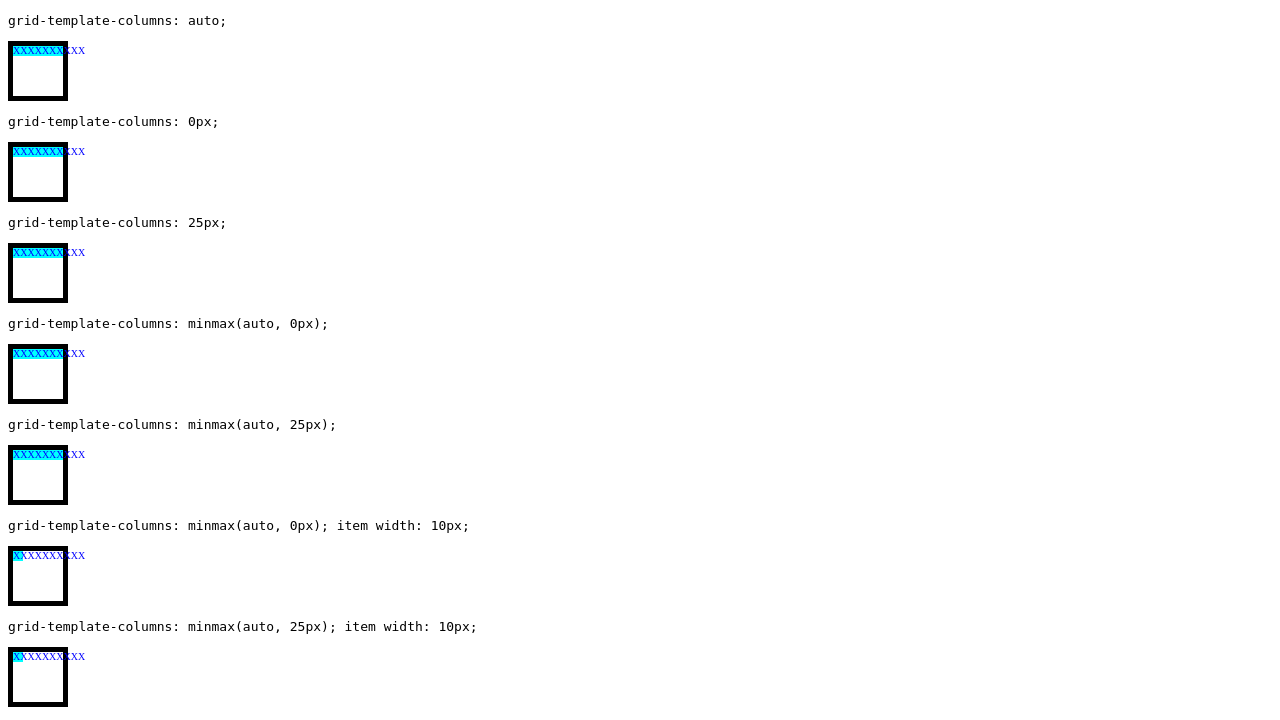 grid-template-columns: auto;
XXXXXXXXXX
grid-template-columns: 0px;
XXXXXXXXXX
grid-template-columns: 25px;
XXXXXXXXXX
grid-template-columns: minmax(auto, 0px);
XXXXXXXXXX
grid-template-columns: minmax(auto, 25px);
XXXXXXXXXX
grid-template-columns: minmax(auto, 0px); item width: 10px;
XXXXXXXXXX
grid-template-columns: minmax(auto, 25px); item width: 10px;
XXXXXXXXXX